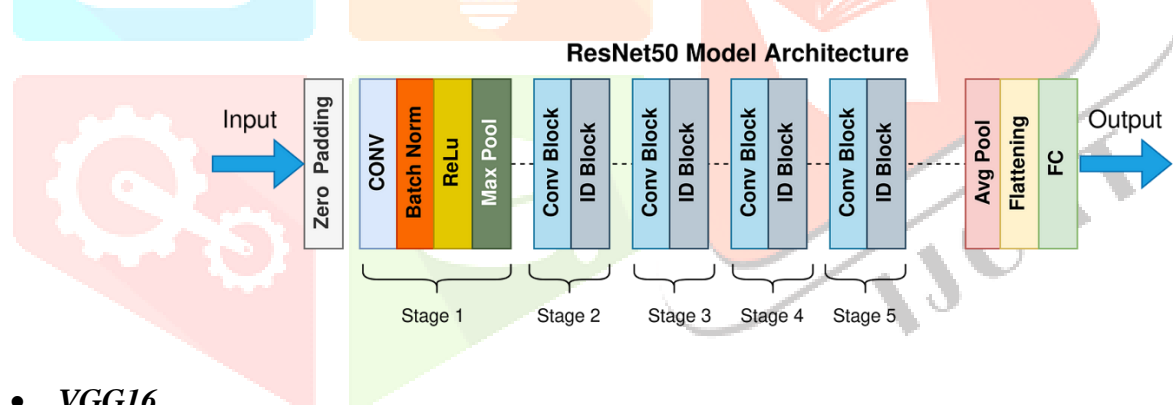 ResNet50 Model Architecture
Input
Zero Padding
CONV
Batch Norm
ReLu
Max Pool
Conv Block
ID Block
Conv Block
ID Block
Conv Block
ID Block
Conv Block
ID Block
Avg Pool
Flattening
FC
Output
Stage 1
Stage 2
Stage 3
Stage 4
Stage 5
• VGG16